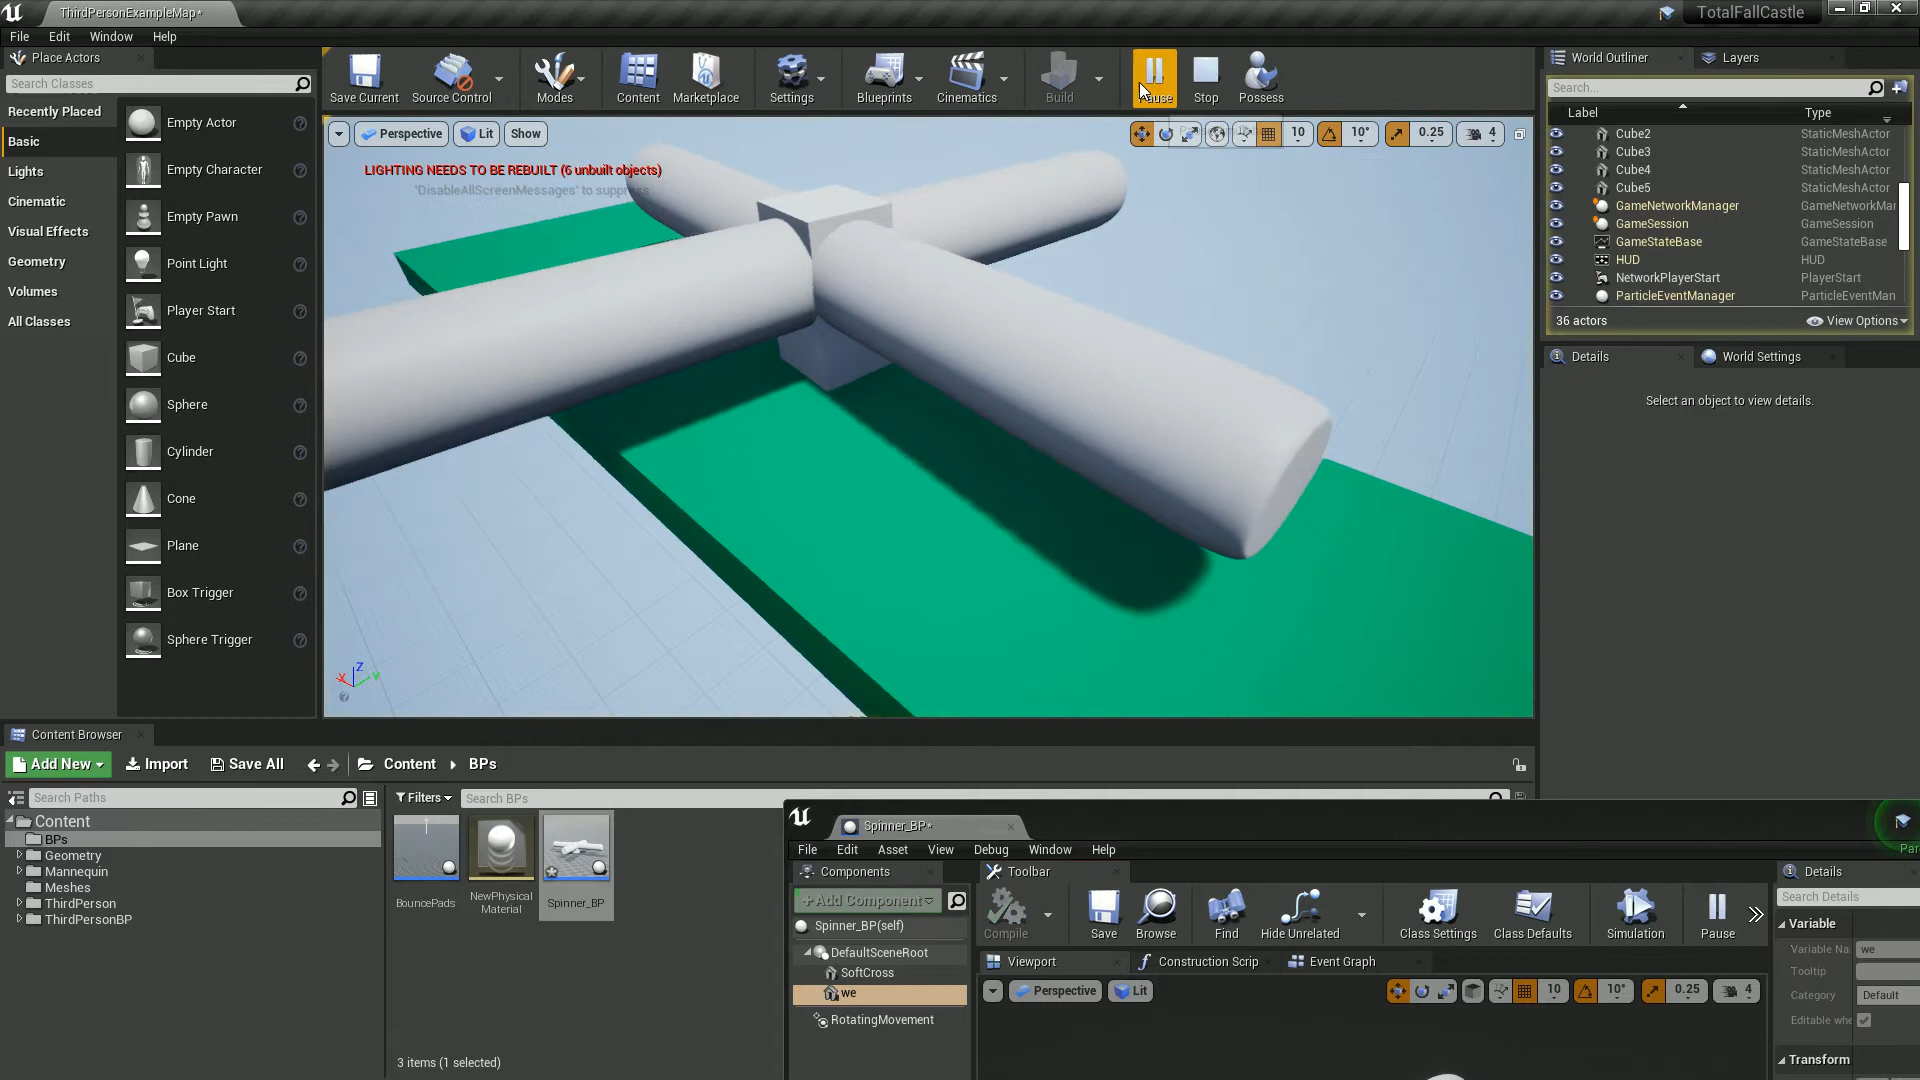 ThirdPersonExampleMap*
TotalFallCastle
File Edit Window Help
Place Actors
World Outliner
Layers
Search Classes
Save Current
Source Control
Modes
Content
Marketplace
Settings
Blueprints
Cinematics
Build
Pause
Stop
Possess
Search...
Label
Type
Recently Placed
Basic
Lights
Cinematic
Visual Effects
Geometry
Volumes
All Classes
Empty Actor
Empty Character
Empty Pawn
Point Light
Player Start
Cube
Sphere
Cylinder
Cone
Plane
Box Trigger
Sphere Trigger
Perspective
Lit
Show
10
10°
0.25
4
LIGHTING NEEDS TO BE REBUILT (6 unbuilt objects)
'DisableAllScreenMessages' to suppress
Z
X
Y
Cube2 StaticMeshActor
Cube3 StaticMeshActor
Cube4 StaticMeshActor
Cube5 StaticMeshActor
GameNetworkManager GameNetworkMar
GameSession GameSession
GameStateBase GameStateBase
HUD HUD
NetworkPlayerStart PlayerStart
ParticleEventManager ParticleEventMan
36 actors
View Options
Details
World Settings
Select an object to view details.
Content Browser
Add New
Import
Save All
Content
BPs
Search Paths
Filters
Search BPs
Content
BPs
Geometry
Mannequin
Meshes
ThirdPerson
ThirdPersonBP
BouncePads
NewPhysical
Material
Spinner_BP
3 items (1 selected)
Spinner_BP*
Par
File Edit Asset View Debug Window Help
Components
Toolbar
Details
+ Add Component
Search Details
Compile
Save
Browse
Find
Hide Unrelated
Class Settings
Class Defaults
Simulation
Pause
Spinner_BP(self)
DefaultSceneRoot
SoftCross
we
RotatingMovement
Viewport
Construction Scrip
Event Graph
Perspective
Lit
10
10°
0.25
4
Variable
Variable Na
we
Tooltip
Category
Default
Editable whe
Transform